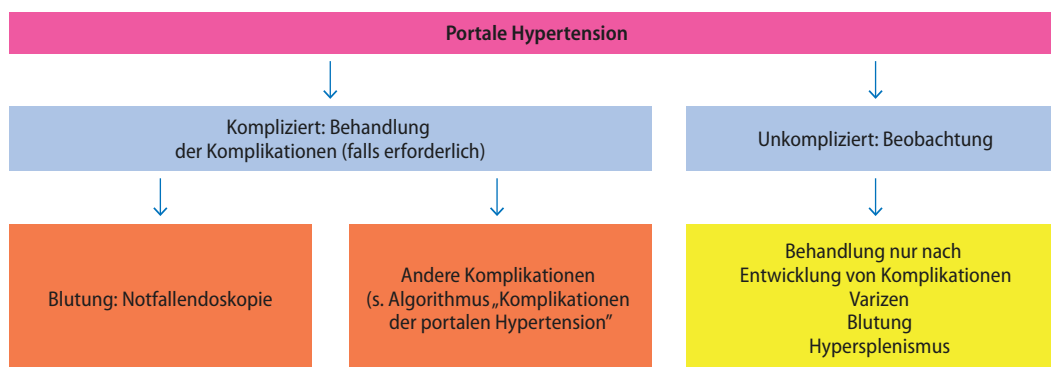 Portale Hypertension
Kompliziert: Behandlung
der Komplikationen (falls erforderlich)
Unkompliziert: Beobachtung
Blutung: Notfallendoskopie
Andere Komplikationen
(s. Algorithmus „Komplikationen
der portalen Hypertension”
Behandlung nur nach
Entwicklung von Komplikationen
Varizen
Blutung
Hypersplenismus